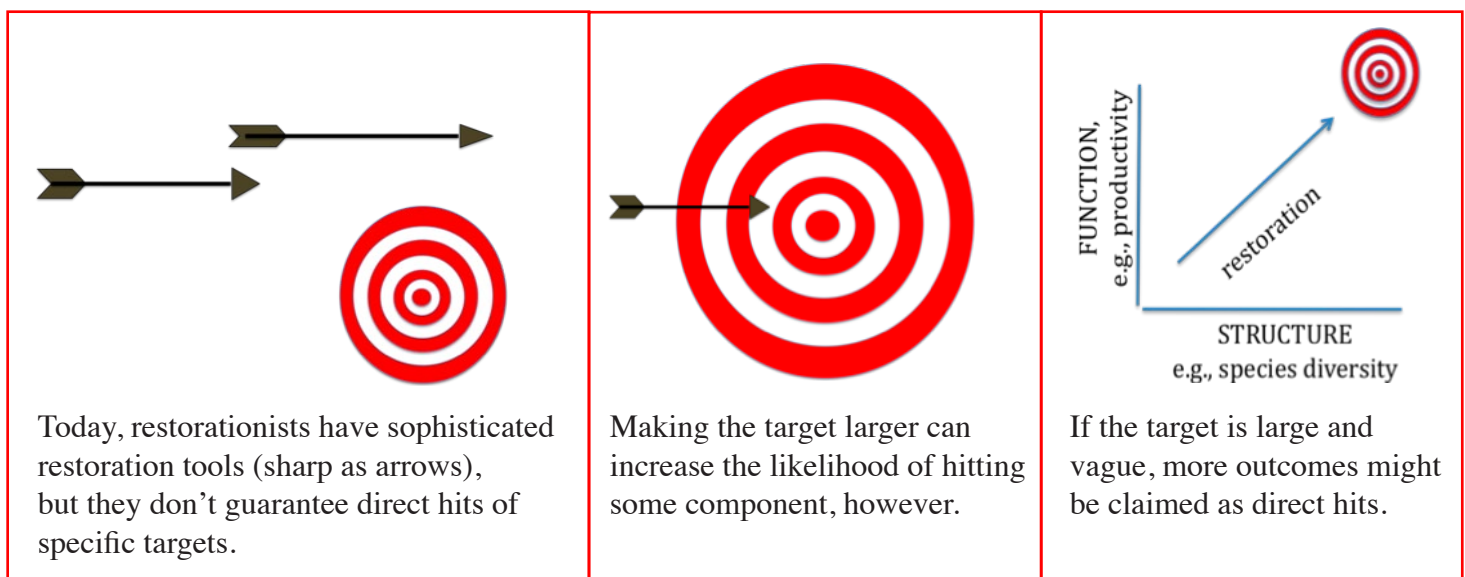 Today, restorationists have sophisticated
restoration tools (sharp as arrows),
but they don’t guarantee direct hits of
specific targets.
Making the target larger can
increase the likelihood of hitting
some component, however.
FUNCTION,
e.g., productivity
restoration
STRUCTURE
e.g., species diversity
If the target is large and
vague, more outcomes might
be claimed as direct hits.